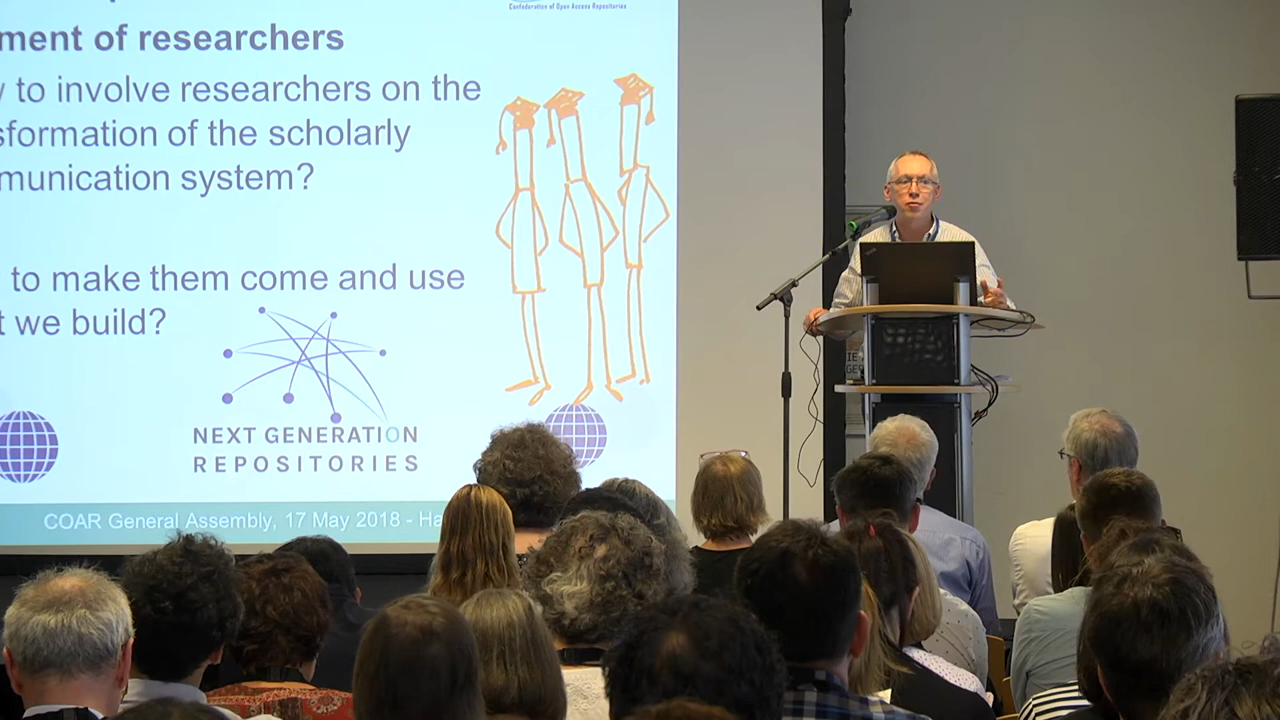 Confederation of Open Access Repositories
ment of researchers
to involve researchers on the
sformation of the scholarly
munication system?
to make them come and use
t we build?
NEXT GENERATION
REPOSITORIES
COAR General Assembly, 17 May 2018 - Ha